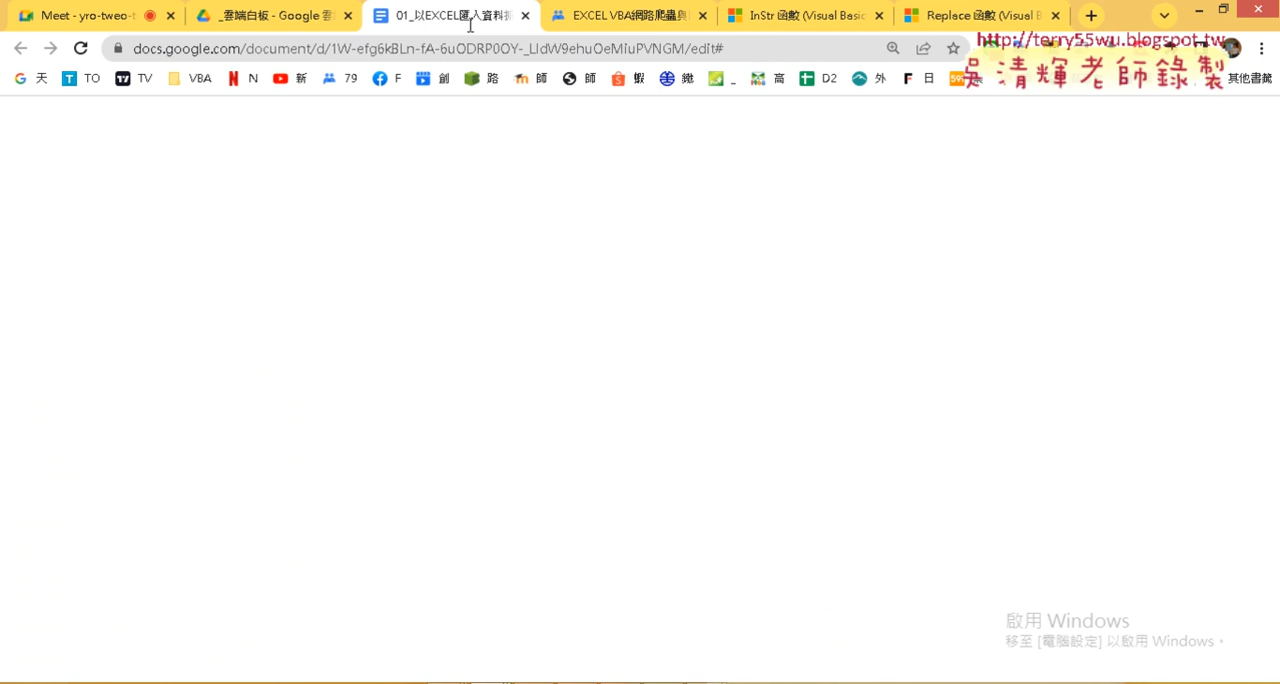 Meet - yro-tweo-t
_雲端白板 - Google 雲
01_以EXCEL匯入資料
EXCEL VBA網路爬蟲與
InStr 函數 (Visual Basic
Replace 函數 (Visual B
docs.google.com/document/d/1W-efg6kBLn-fA-6uODRP0OY-_LIdW9ehuOeMiuPVNGM/edit#
http://terry55wu.blogspot.tw
吳清輝老師錄製
天 TO TV VBA N 新 79 F 創 路 師 師 蝦 _ 高 D2 外 日 其他書籤
啟用 Windows
移至 [電腦設定] 以啟用 Windows。